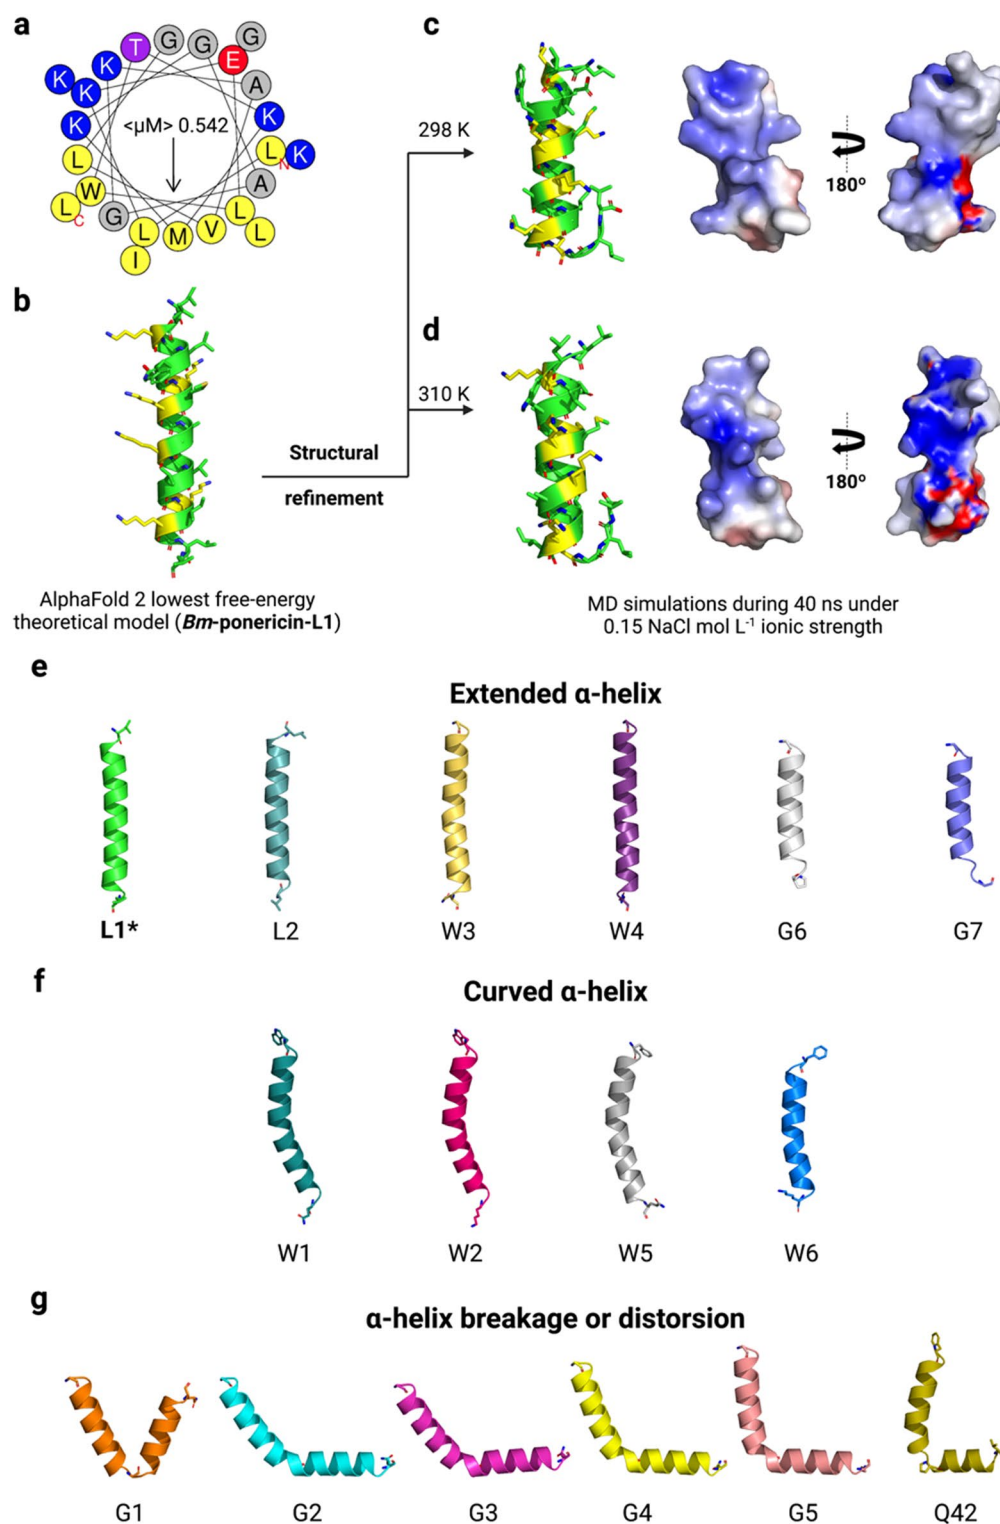 a
T
G
G
G
E
K
K
K
A
K
K
<µM> 0.542
L
N
K
L
W
A
L
C
G
L
L
M
V
L
I
b
Structural
refinement
AlphaFold 2 lowest free-energy
theoretical model (Bm-ponericin-L1)
c
298 K
180º
d
310 K
180º
MD simulations during 40 ns under
0.15 NaCl mol L-1 ionic strength
e
Extended α-helix
L1*
L2
W3
W4
G6
G7
f
Curved α-helix
W1
W2
W5
W6
g
α-helix breakage or distorsion
G1
G2
G3
G4
G5
Q42